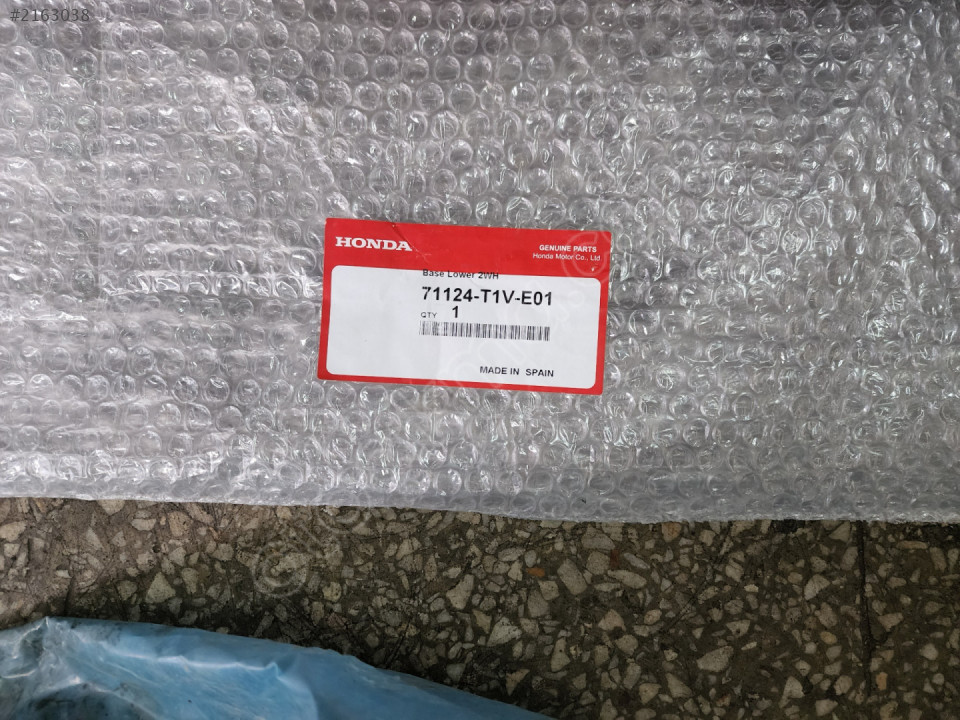 #2163038
HONDA
GENUINE PARTS
Honda Motor Co., Ltd
Base Lower 2WH
71124-T1V-E01
QTY 1
MADE IN SPAIN